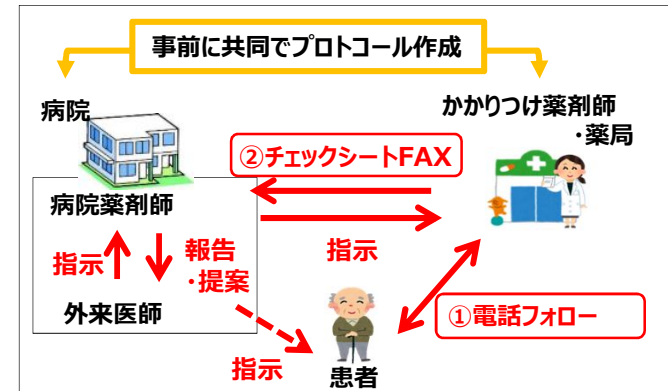 事前に共同でプロトコール作成
病院
かかりつけ薬剤師
・薬局
②チェックシートFAX
病院薬剤師
指示
指示
報告
・提案
外来医師
①電話フォロー
指示
患者